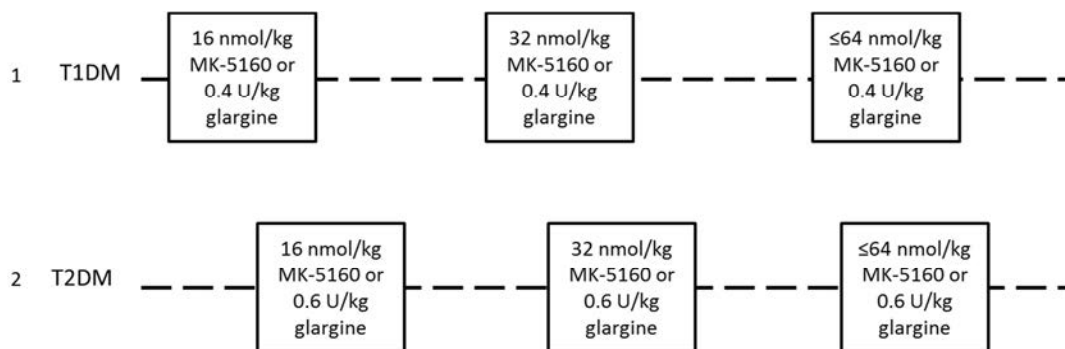 1 T1DM
16 nmol/kg
MK-5160 or
0.4 U/kg
glargine
32 nmol/kg
MK-5160 or
0.4 U/kg
glargine
≤64 nmol/kg
MK-5160 or
0.4 U/kg
glargine
2 T2DM
16 nmol/kg
MK-5160 or
0.6 U/kg
glargine
32 nmol/kg
MK-5160 or
0.6 U/kg
glargine
≤64 nmol/kg
MK-5160 or
0.6 U/kg
glargine